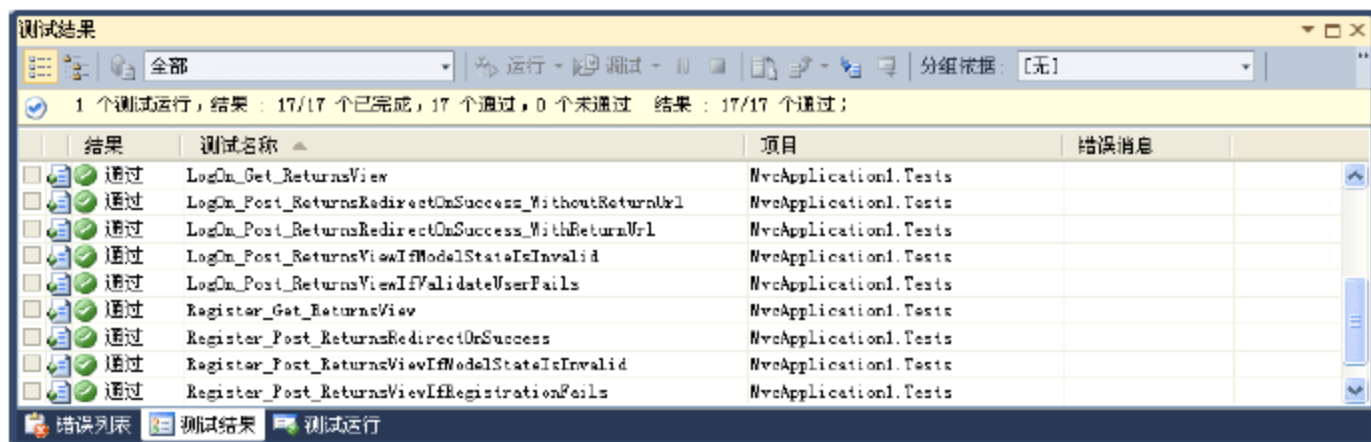 测试结果
全部 运行 调试 分组依据: [无]
1 个测试运行，结果 : 17/17 个已完成，17 个通过，0 个未通过 结果 : 17/17 个通过；
结果 测试名称 项目 错误消息
通过 LogOn_Get_ReturnsView MvcApplication1.Tests
通过 LogOn_Post_ReturnsRedirectOnSuccess_WithoutReturnUrl MvcApplication1.Tests
通过 LogOn_Post_ReturnsRedirectOnSuccess_WithReturnUrl MvcApplication1.Tests
通过 LogOn_Post_ReturnsViewIfModelStateIsInvalid MvcApplication1.Tests
通过 LogOn_Post_ReturnsViewIfValidateUserFails MvcApplication1.Tests
通过 Register_Get_ReturnsView MvcApplication1.Tests
通过 Register_Post_ReturnsRedirectOnSuccess MvcApplication1.Tests
通过 Register_Post_ReturnsViewIfModelStateIsInvalid MvcApplication1.Tests
通过 Register_Post_ReturnsViewIfRegistrationFails MvcApplication1.Tests
错误列表 测试结果 测试运行